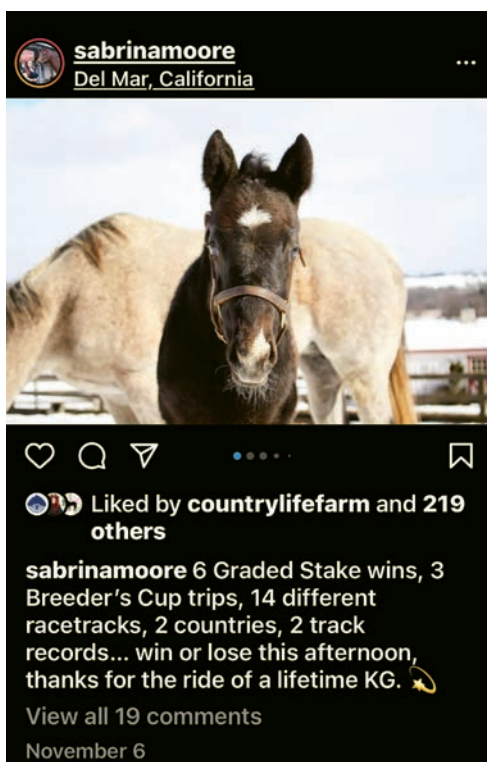 sabrinamoore
Del Mar, California
Liked by countrylifefarm and 219
others
sabrinamoore 6 Graded Stake wins, 3
Breeder's Cup trips, 14 different
racetracks, 2 countries, 2 track
records... win or lose this afternoon,
thanks for the ride of a lifetime KG. 💫
View all 19 comments
November 6